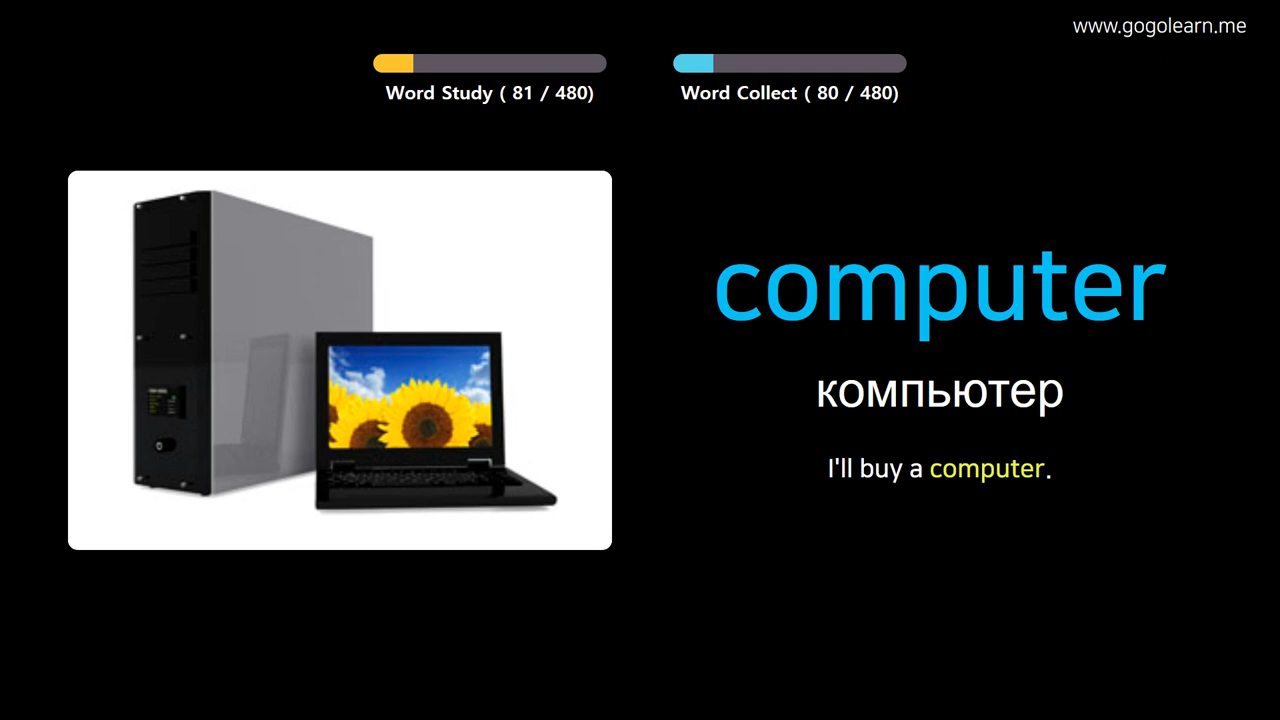 www.gogolearn.me
Word Study ( 81 / 480)
Word Collect ( 80 / 480)
computer
компьютер
I'll buy a computer.